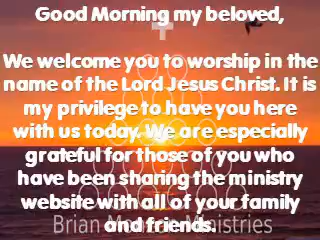 Good Morning my beloved,
We welcome you to worship in the
name of the Lord Jesus Christ. It is
my privilege to have you here
with us today. We are especially
grateful for those of you who
have been sharing the ministry
website with all of your family
and friends.
Brian Ministries